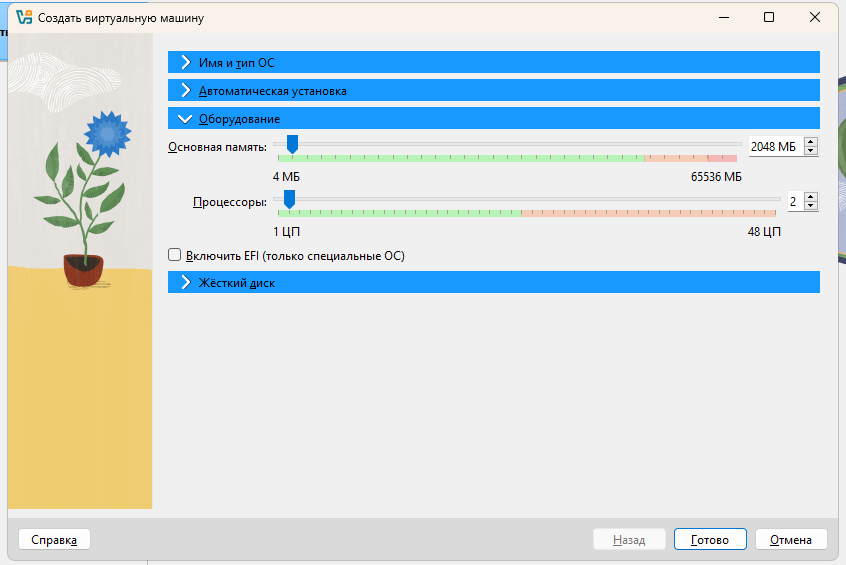 Создать виртуальную машину
Имя и тип ОС
Автоматическая установка
Оборудование
Основная память:
2048 МБ
4 МБ
65536 МБ
Процессоры:
2
1 ЦП
48 ЦП
Включить EFI (только специальные ОС)
Жёсткий диск
Справка
Назад
Готово
Отмена